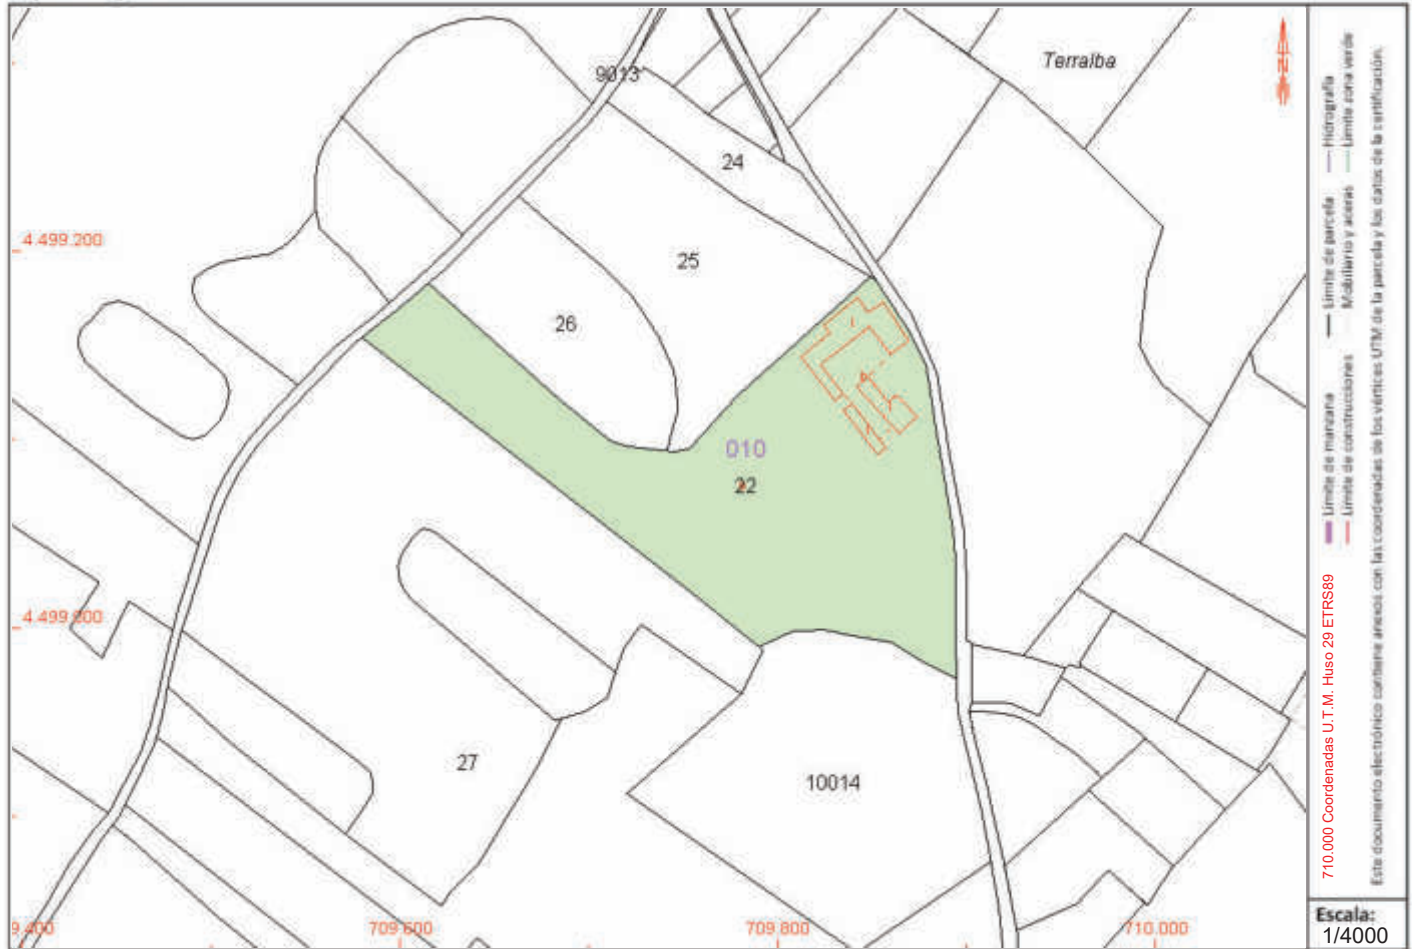 9013
Terralba
24
4.499.200
25
26
010
22
4.499.000
27
10014
709.600
709.800
710.000
Límite de manzana
Límite de parcela
Hidrografía
Límite de construcciones
Mobiliario y aceras
Límite zona verde
710.000 Coordenadas U.T.M. Huso 29 ETRS89
Este documento electrónico contiene anexos con las coordenadas de los vértices UTM de la parcela y los datos de la certificación.
Escala:
1/4000